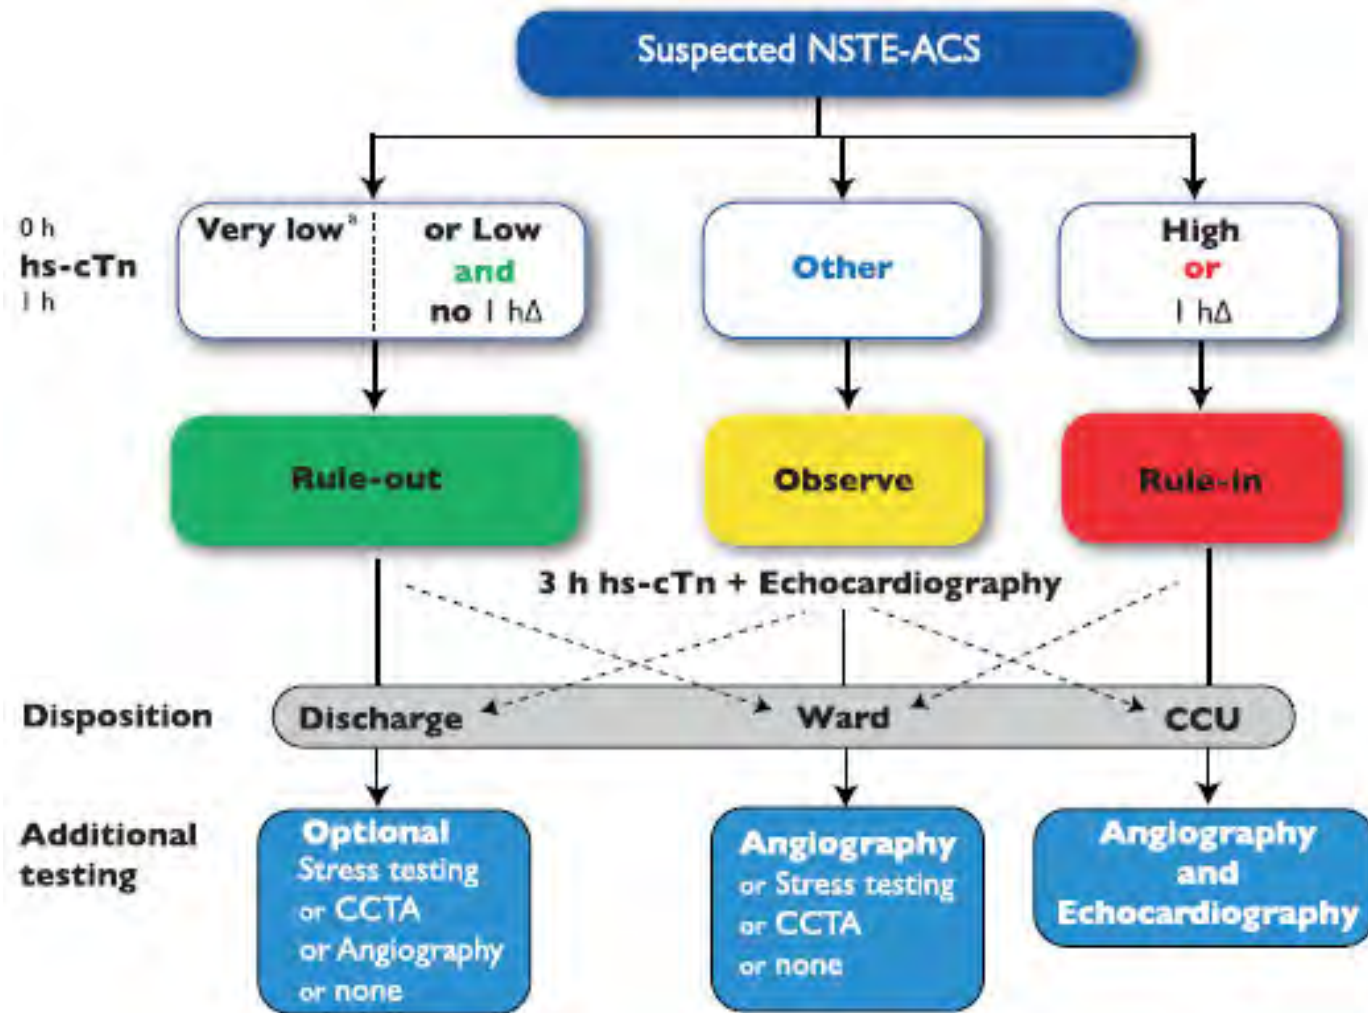 Suspected NSTE-ACS
0 h
hs-cTn
1 h
Very low a
or Low
and
no 1 hΔ
Other
High
or
1 hΔ
Rule-out
Observe
Rule-in
3 h hs-cTn + Echocardiography
Disposition
Discharge
Ward
CCU
Additional
testing
Optional
Stress testing
or CCTA
or Angiography
or none
Angiography
or Stress testing
or CCTA
or none
Angiography
and
Echocardiography